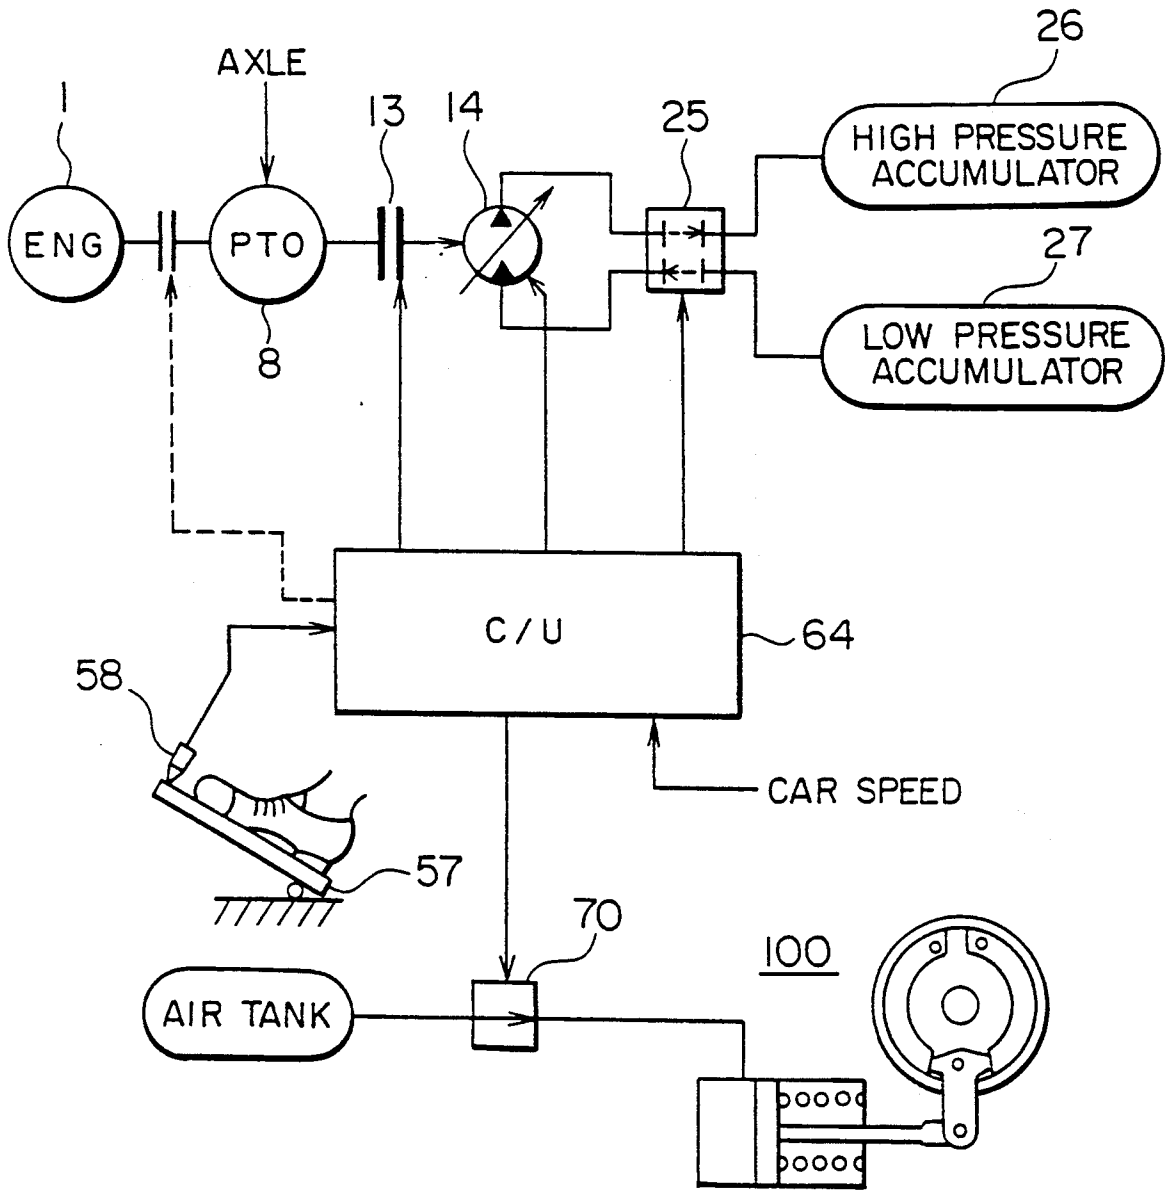 26
AXLE
1
13
14
25
HIGH PRESSURE
ACCUMULATOR
ENG
PTO
27
8
LOW PRESSURE
ACCUMULATOR
C/U
64
58
CAR SPEED
57
70
100
AIR TANK